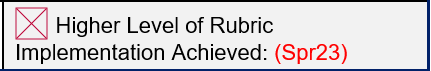 Higher Level of Rubric
Implementation Achieved: (Spr23)